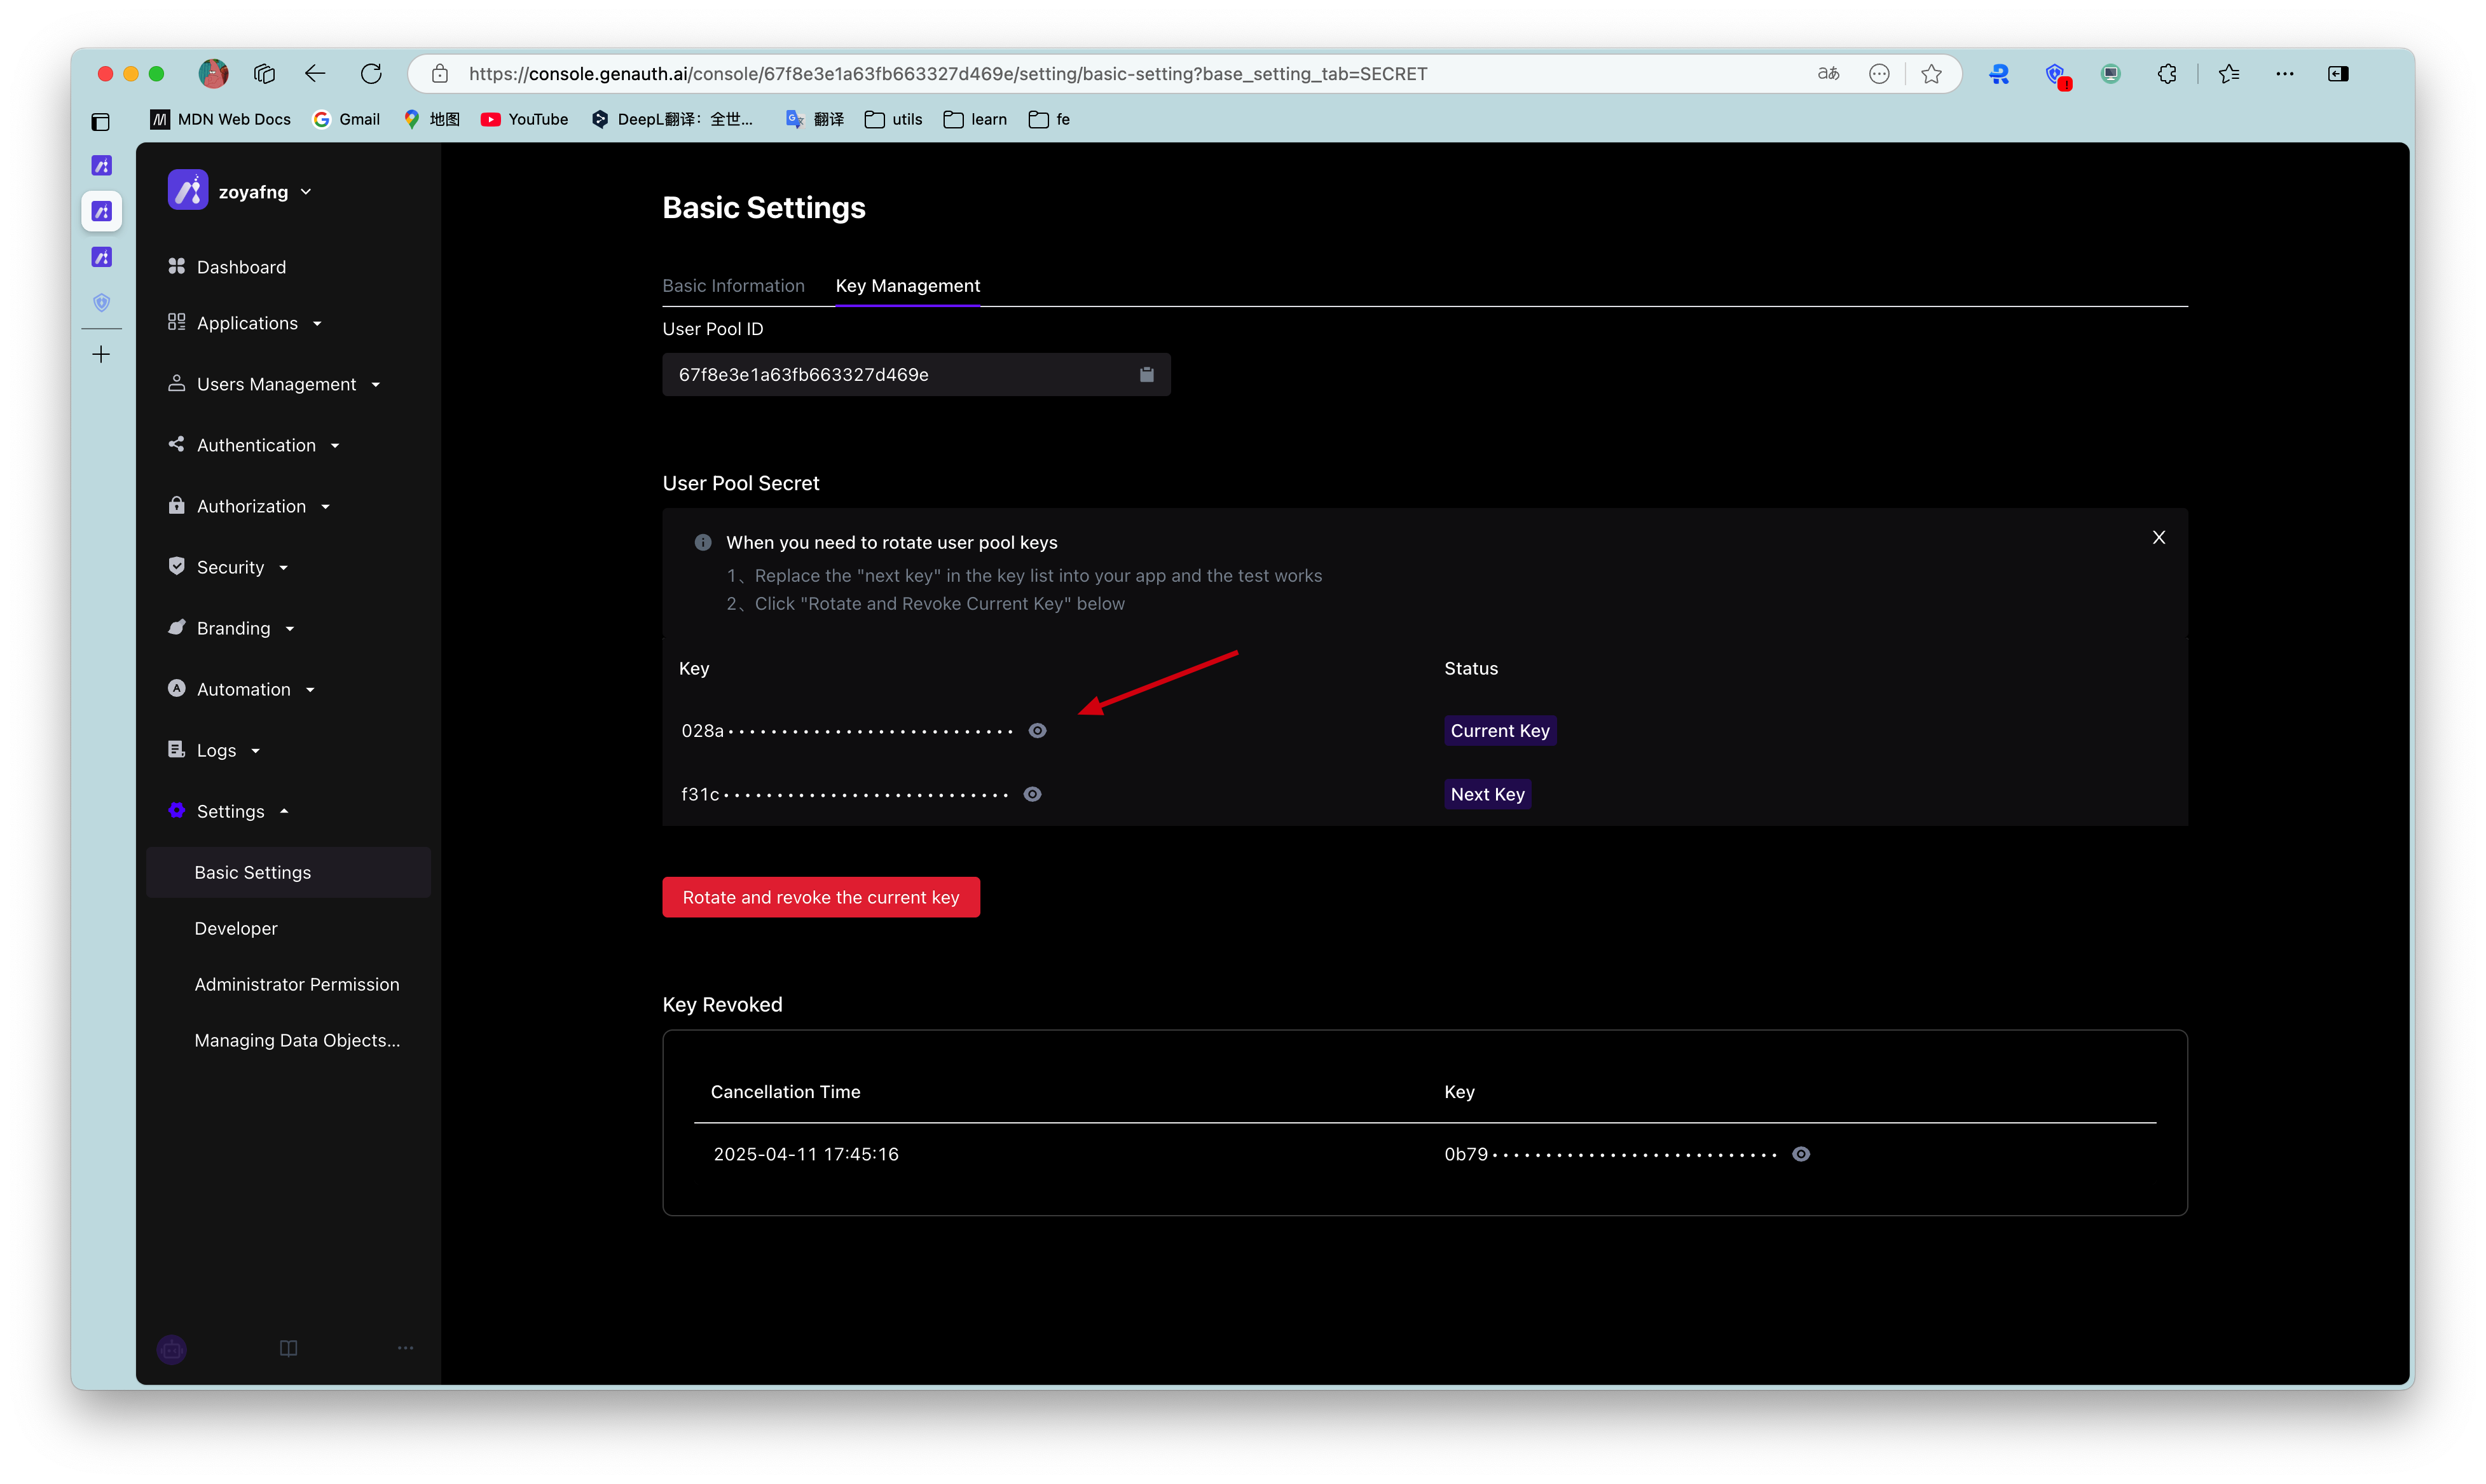 https://console.genauth.ai/console/67f8e3e1a63fb663327d469e/setting/basic-setting?base_setting_tab=SECRET
aあ
MDN Web Docs
Gmail
地图
YouTube
DeepL翻译：全世...
翻译
utils
learn
fe
zoyafng
Dashboard
Applications
Users Management
Authentication
Authorization
Security
Branding
Automation
Logs
Settings
Basic Settings
Developer
Administrator Permission
Managing Data Objects...
Basic Settings
Basic Information
Key Management
User Pool ID
67f8e3e1a63fb663327d469e
User Pool Secret
When you need to rotate user pool keys
1、Replace the "next key" in the key list into your app and the test works
2、Click "Rotate and Revoke Current Key" below
Key
Status
028a•••••••••••••••••••••••••••
Current Key
f31c•••••••••••••••••••••••••••
Next Key
Rotate and revoke the current key
Key Revoked
Cancellation Time
Key
2025-04-11 17:45:16
0b79•••••••••••••••••••••••••••